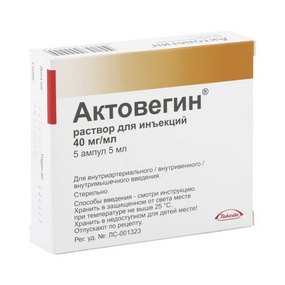 Актовегин®
раствор для инъекций
40 мг/мл
5 ампул 5 мл
Для внутриартериального / внутривенного /
внутримышечного введения.
Стерильно.
Способы введения - смотри инструкцию.
Хранить в защищенном от света месте
при температуре не выше 25 °C.
Хранить в недоступном для детей месте!
Отпускают по рецепту.
Рег. уд. №: ЛС-001323
Takeda